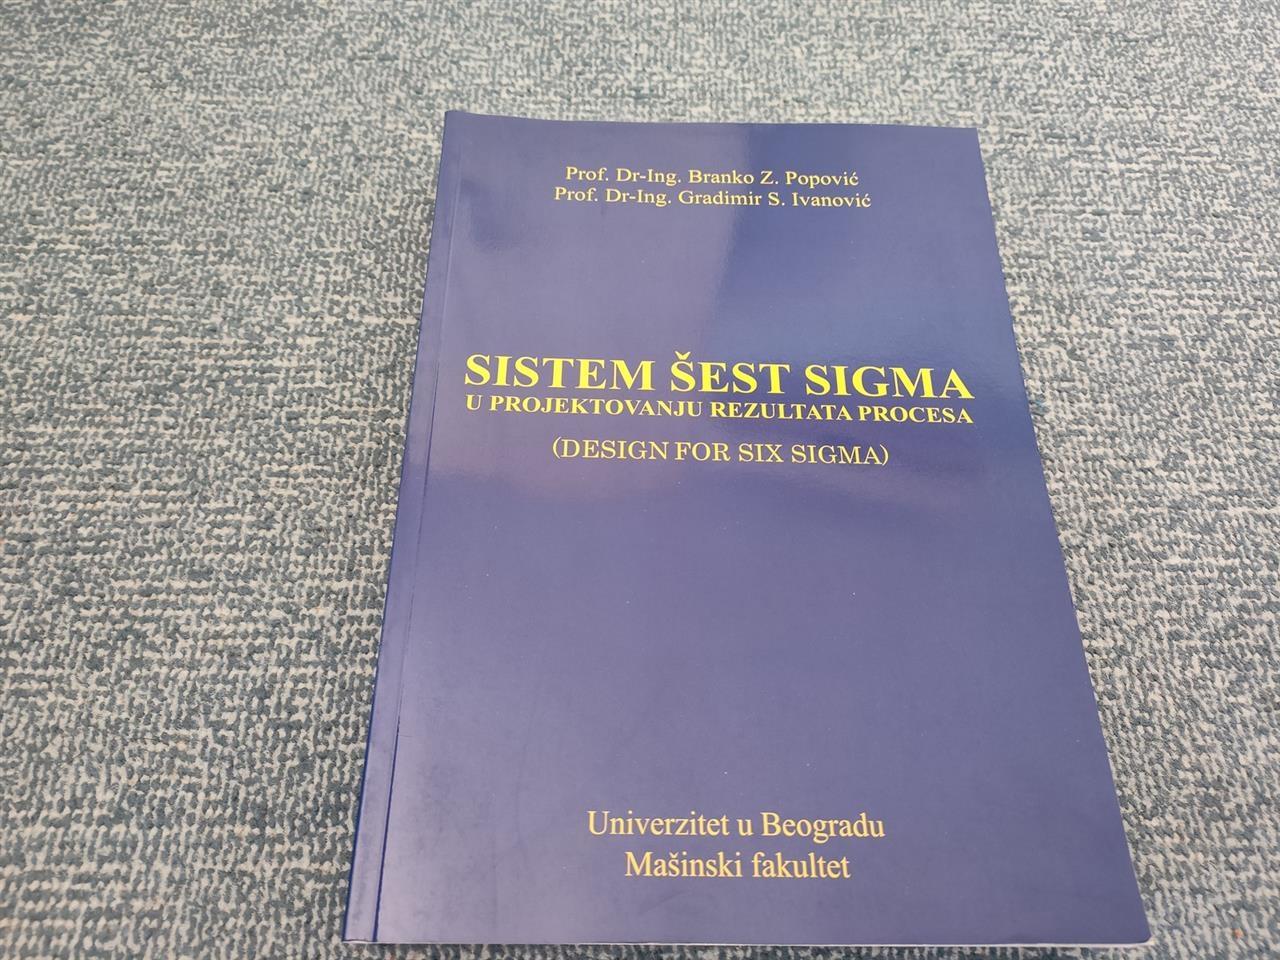 Prof. Dr-Ing. Branko Z. Popović
Prof. Dr-Ing. Gradimir S. Ivanović
SISTEM ŠEST SIGMA
U PROJEKTOVANJU REZULTATA PROCESA
(DESIGN FOR SIX SIGMA)
Univerzitet u Beogradu
Mašinski fakultet